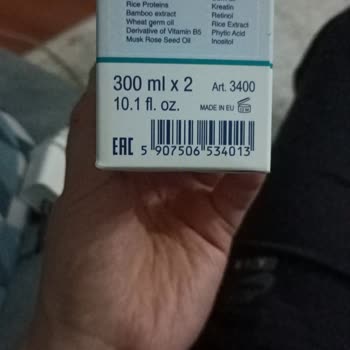 Rice Proteins
Bamboo extract
Wheat germ oil
Derivative of Vitamin B5
Musk Rose Seed Oil
Kreatin
Retinol
Rice Extract
Phytic Acid
Inositol
300 ml x 2 Art. 3400
10.1 fl. oz. MADE IN EU
EAC 5 907506 534013